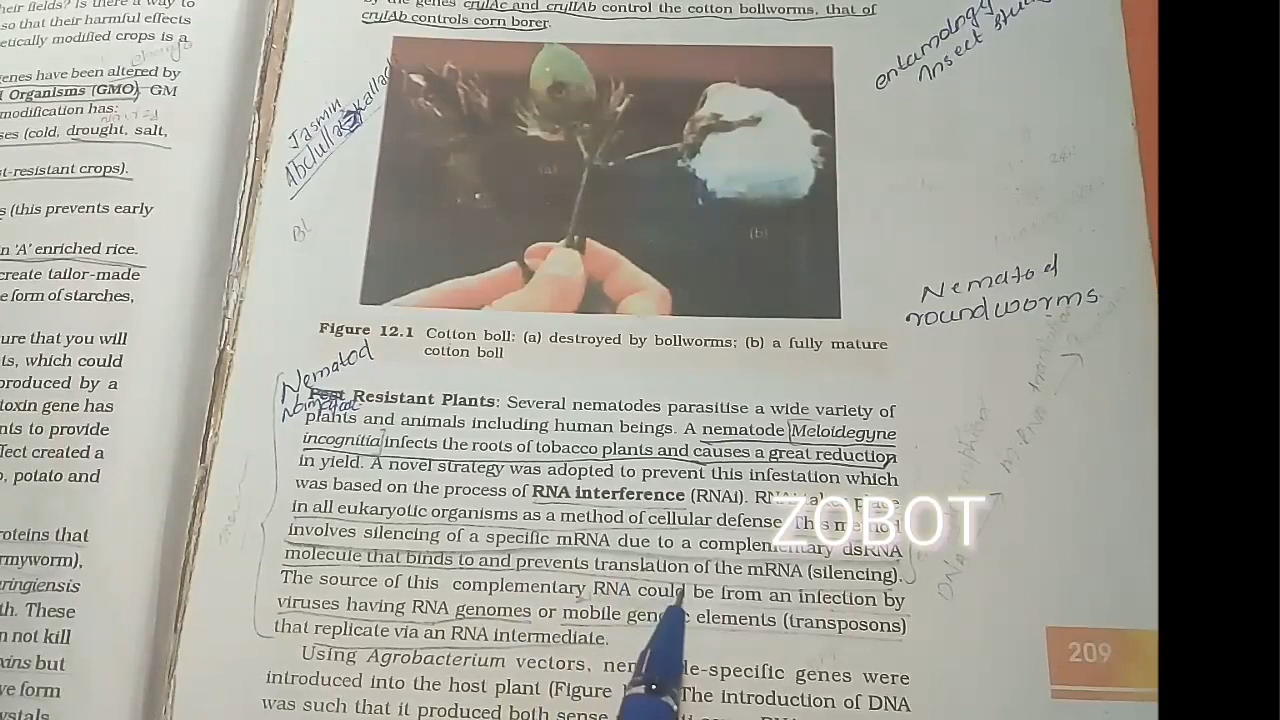 heir fields? Is there a way to
so that their harmful effects
etically modified crops is a
genes have been altered by
Organisms (GMO). GM
modification has:
ses (cold, drought, salt,
t-resistant crops).
s (this prevents early
n 'A' enriched rice.
create tailor-made
e form of starches,
ure that you will
ts, which could
produced by a
toxin gene has
nts to provide
fect created a
o, potato and
roteins that
rmyworm),
uringiensis
th. These
n not kill
xins but
ve form
ystals
by the genes cryIAc and cryIIAb control the cotton bollworms, that of
cryIAb controls corn borer.
entamology
Insect study
Jasmin
Abdulla Kallada
(a)
(b)
Bt
Nematod
roundworms
Figure 12.1 Cotton boll: (a) destroyed by bollworms; (b) a fully mature
cotton boll
Nematod
Pest Resistant Plants: Several nematodes parasitise a wide variety of
plants and animals including human beings. A nematode Meloidegyne
incognitia infects the roots of tobacco plants and causes a great reduction
in yield. A novel strategy was adopted to prevent this infestation which
was based on the process of RNA interference (RNAi). RNAi takes place
in all eukaryotic organisms as a method of cellular defense. This method
involves silencing of a specific mRNA due to a complementary dsRNA
molecule that binds to and prevents translation of the mRNA (silencing).
The source of this complementary RNA could be from an infection by
viruses having RNA genomes or mobile genetic elements (transposons)
that replicate via an RNA intermediate.
Using Agrobacterium vectors, nematode-specific genes were
introduced into the host plant (Figure The introduction of DNA
was such that it produced both sense
ZOBOT
209